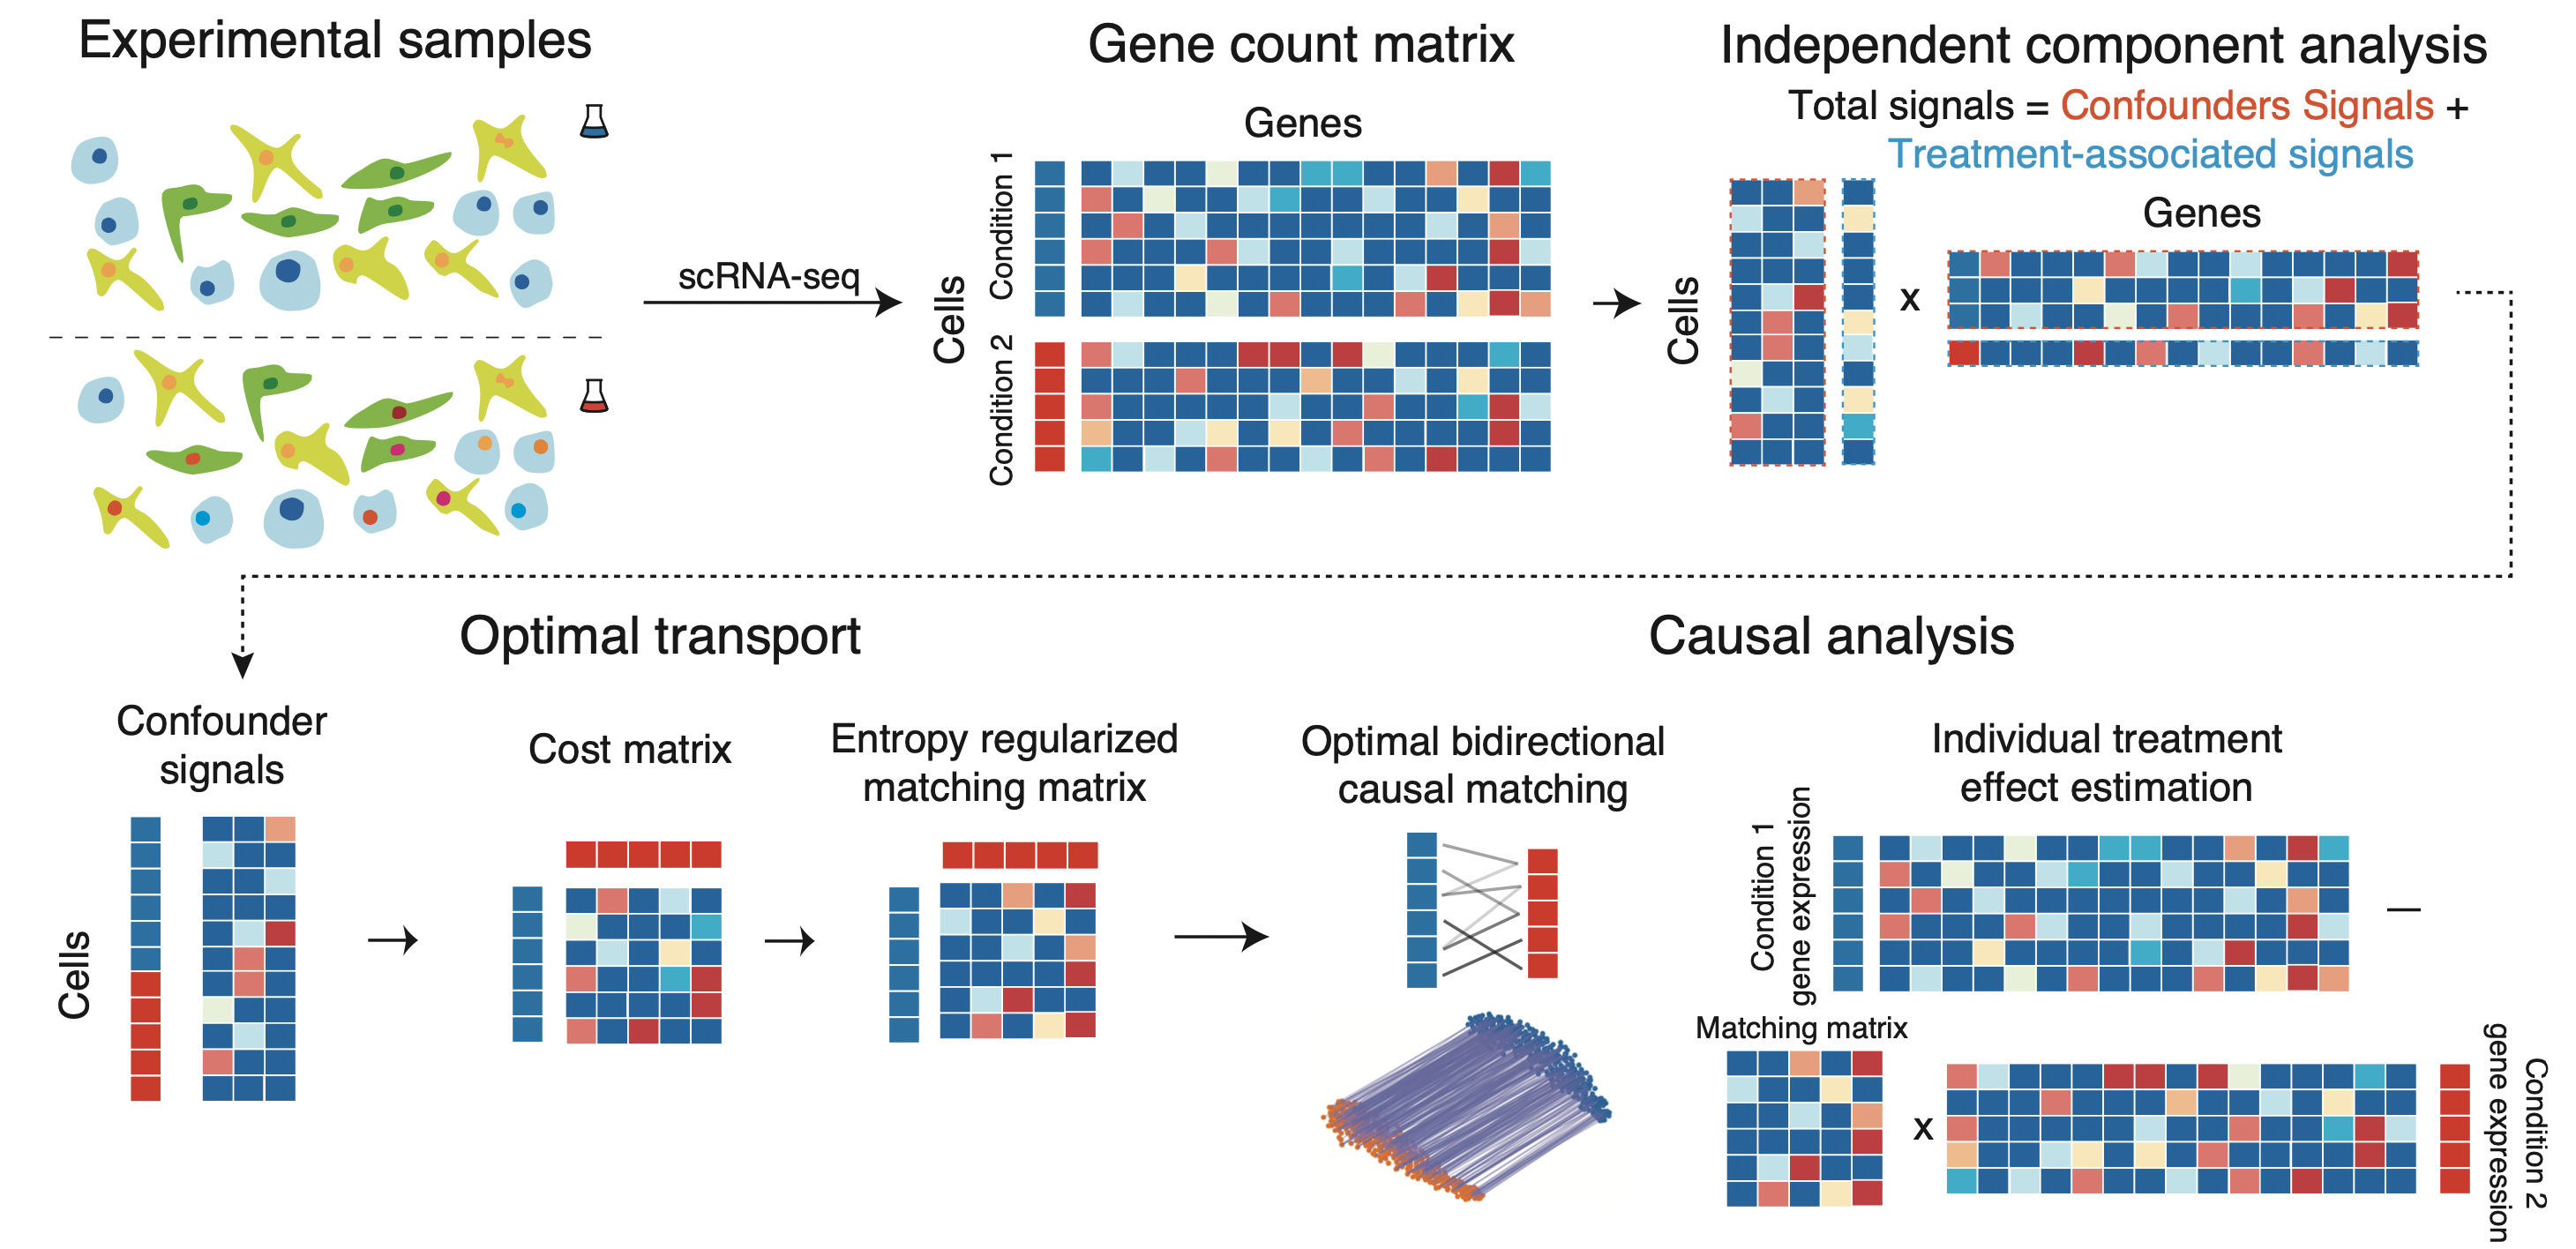 Experimental samples
scRNA-seq
Gene count matrix
Genes
Cells
Condition 1
Condition 2
Independent component analysis
Total signals = Confounders Signals +
Treatment-associated signals
Cells
x
Genes
Optimal transport
Confounder
signals
Cells
Cost matrix
Entropy regularized
matching matrix
Causal analysis
Optimal bidirectional
causal matching
Individual treatment
effect estimation
Condition 1
gene expression
—
Matching matrix
x
Condition 2
gene expression